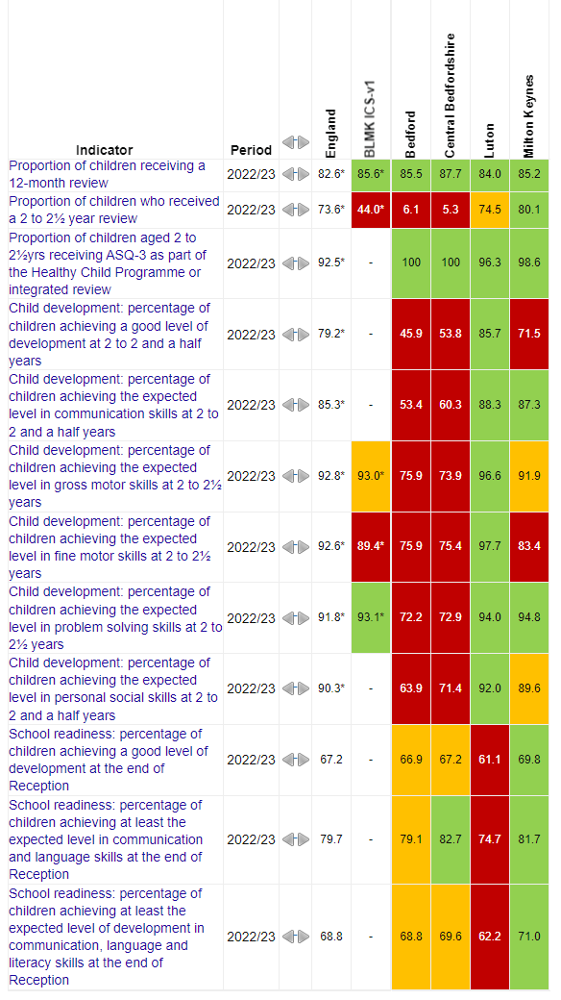 Indicator Period England BLMK ICS-v1 Bedford Central Bedfordshire Luton Milton Keynes
Proportion of children receiving a
12-month review
2022/23 82.6* 85.6* 85.5 87.7 84.0 85.2
Proportion of children who received
a 2 to 2½ year review
2022/23 73.6* 44.0* 6.1 5.3 74.5 80.1
Proportion of children aged 2 to
2½yrs receiving ASQ-3 as part of
the Healthy Child Programme or
integrated review
2022/23 92.5* - 100 100 96.3 98.6
Child development: percentage of
children achieving a good level of
development at 2 to 2 and a half
years
2022/23 79.2* - 45.9 53.8 85.7 71.5
Child development: percentage of
children achieving the expected
level in communication skills at 2 to
2 and a half years
2022/23 85.3* - 53.4 60.3 88.3 87.3
Child development: percentage of
children achieving the expected
level in gross motor skills at 2 to 2½
years
2022/23 92.8* 93.0* 75.9 73.9 96.6 91.9
Child development: percentage of
children achieving the expected
level in fine motor skills at 2 to 2½
years
2022/23 92.6* 89.4* 75.9 75.4 97.7 83.4
Child development: percentage of
children achieving the expected
level in problem solving skills at 2 to
2½ years
2022/23 91.8* 93.1* 72.2 72.9 94.0 94.8
Child development: percentage of
children achieving the expected
level in personal social skills at 2 to
2 and a half years
2022/23 90.3* - 63.9 71.4 92.0 89.6
School readiness: percentage of
children achieving a good level of
development at the end of
Reception
2022/23 67.2 - 66.9 67.2 61.1 69.8
School readiness: percentage of
children achieving at least the
expected level in communication
and language skills at the end of
Reception
2022/23 79.7 - 79.1 82.7 74.7 81.7
School readiness: percentage of
children achieving at least the
expected level of development in
communication, language and
literacy skills at the end of
Reception
2022/23 68.8 - 68.8 69.6 62.2 71.0